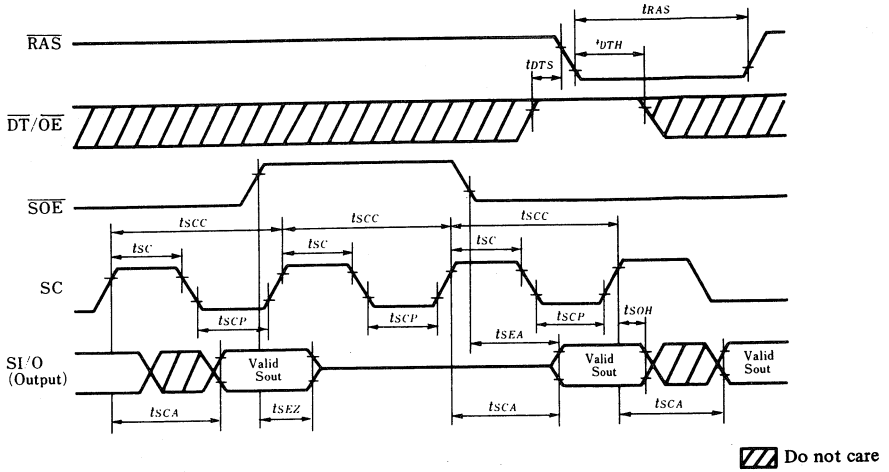 tRAS
RAS
tDTH
tDTS
DT/OE
SOE
tSCC tSCC tSCC
tSC tSC tSC
SC
tSCP tSCP tSCP tSOH
tSEA
SI/O
(Output)
Valid
Sout
Valid
Sout
Valid
Sout
tSCA tSEZ tSCA tSCA
Do not care